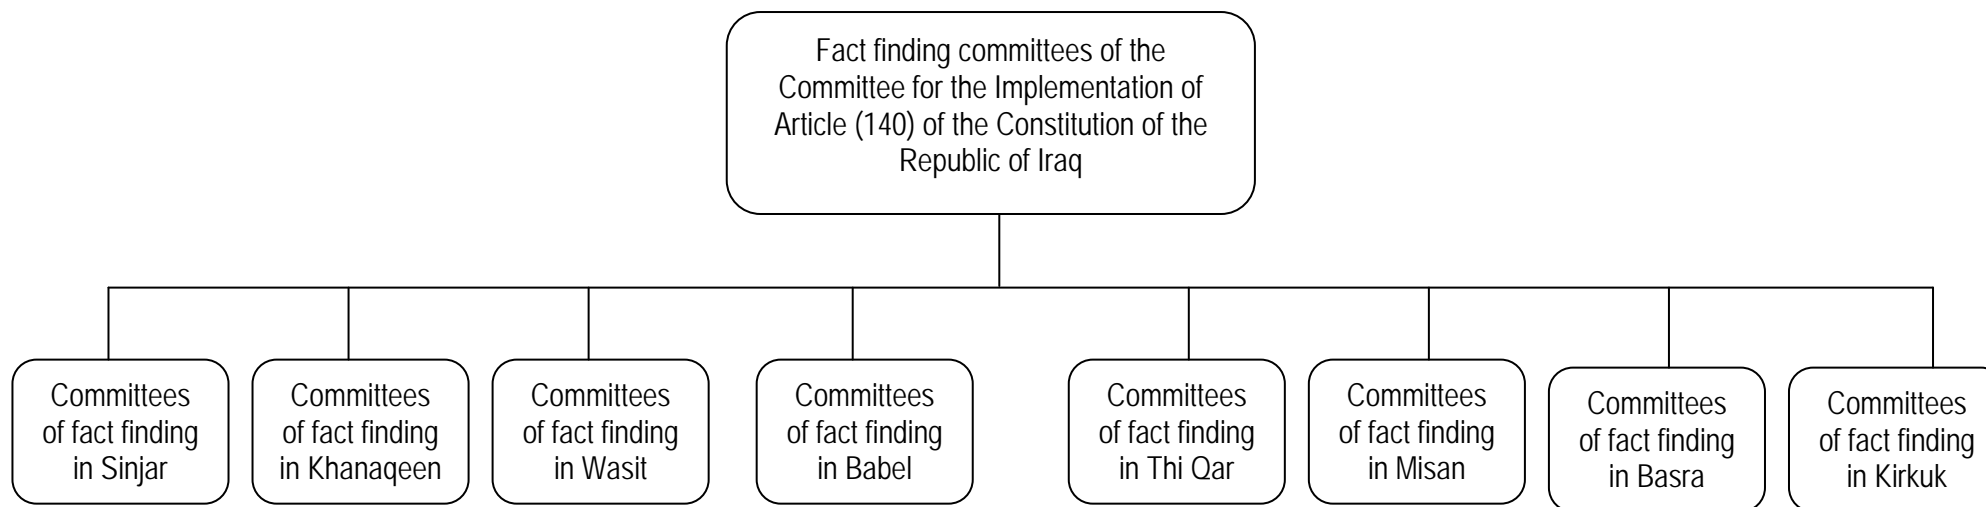 Fact finding committees of the
Committee for the Implementation of
Article (140) of the Constitution of the
Republic of Iraq
Committees
of fact finding
in Sinjar
Committees
of fact finding
in Khanaqeen
Committees
of fact finding
in Wasit
Committees
of fact finding
in Babel
Committees
of fact finding
in Thi Qar
Committees
of fact finding
in Misan
Committees
of fact finding
in Basra
Committees
of fact finding
in Kirkuk